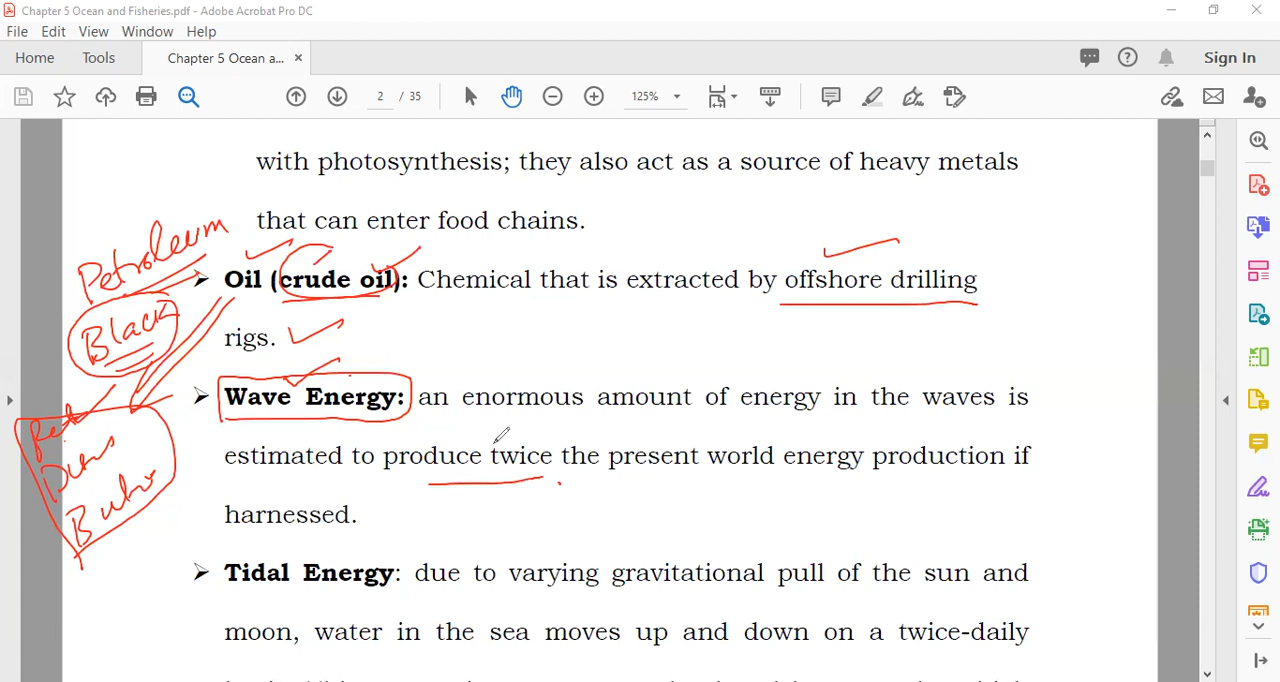 Chapter 5 Ocean and Fisheries.pdf - Adobe Acrobat Pro DC
File Edit View Window Help
Home Tools Chapter 5 Ocean a... × Sign In
2 / 35 125%
with photosynthesis; they also act as a source of heavy metals
that can enter food chains.
Petroleum
➢ Oil (crude oil): Chemical that is extracted by offshore drilling
Black
rigs.
➢ Wave Energy: an enormous amount of energy in the waves is
estimated to produce twice the present world energy production if
harnessed.
➢ Tidal Energy: due to varying gravitational pull of the sun and
moon, water in the sea moves up and down on a twice-daily